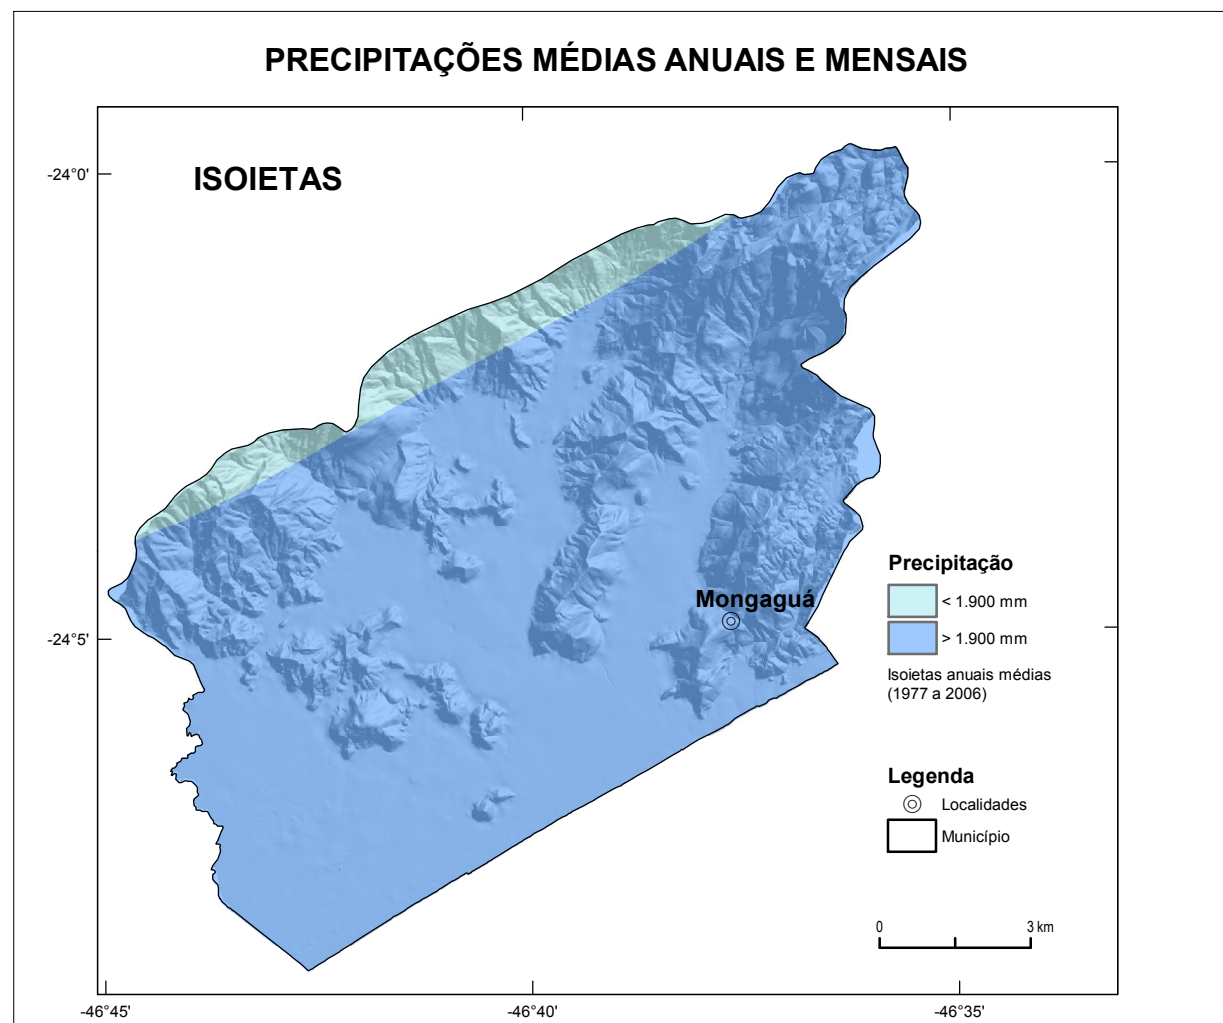 PRECIPITAÇÕES MÉDIAS ANUAIS E MENSAIS
ISOIETAS
-24°0'
-24°5'
Mongaguá
Precipitação
< 1.900 mm
> 1.900 mm
Isoietas anuais médias
(1977 a 2006)
Legenda
Localidades
Município
0 3 km
-46°45' -46°40' -46°35'